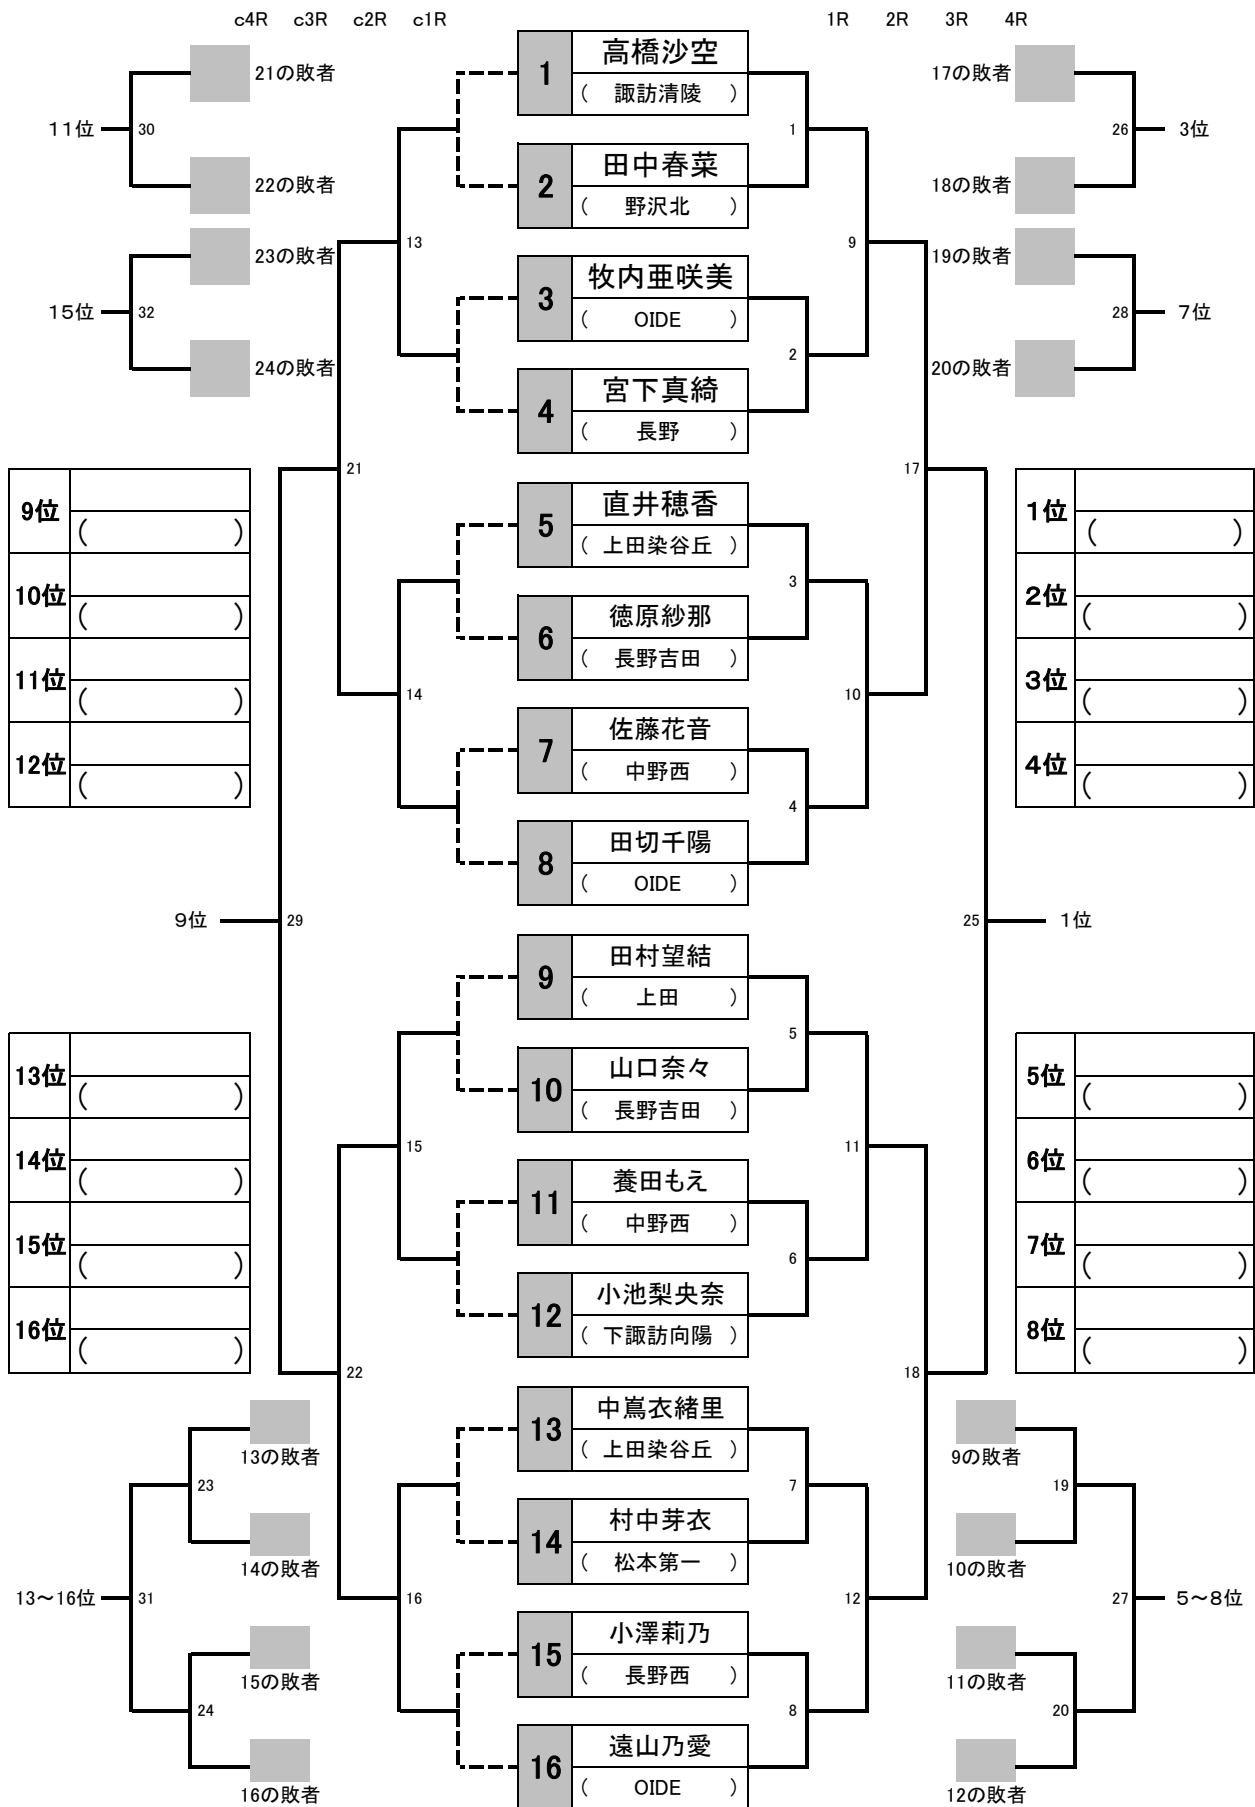 c4R c3R c2R c1R 1R 2R 3R 4R
21の敗者
11位
30
22の敗者
23の敗者
15位
32
24の敗者
17の敗者
26
3位
18の敗者
19の敗者
28
7位
20の敗者
1 高橋沙空
( 諏訪清陵 )
2 田中春菜
( 野沢北 )
3 牧内亜咲美
( OIDE )
4 宮下真綺
( 長野 )
5 直井穂香
( 上田染谷丘 )
6 徳原紗那
( 長野吉田 )
7 佐藤花音
( 中野西 )
8 田切千陽
( OIDE )
9 田村望結
( 上田 )
10 山口奈々
( 長野吉田 )
11 養田もえ
( 中野西 )
12 小池梨央奈
( 下諏訪向陽 )
13 中嶌衣緒里
( 上田染谷丘 )
14 村中芽衣
( 松本第一 )
15 小澤莉乃
( 長野西 )
16 遠山乃愛
( OIDE )
1
2
3
4
5
6
7
8
9
10
11
12
17
18
25
1位
13
14
15
16
21
22
29
9位
9位
( )
10位
( )
11位
( )
12位
( )
13位
( )
14位
( )
15位
( )
16位
( )
1位
( )
2位
( )
3位
( )
4位
( )
5位
( )
6位
( )
7位
( )
8位
( )
13の敗者
23
14の敗者
13～16位
31
15の敗者
24
16の敗者
9の敗者
19
10の敗者
27
5～8位
11の敗者
20
12の敗者